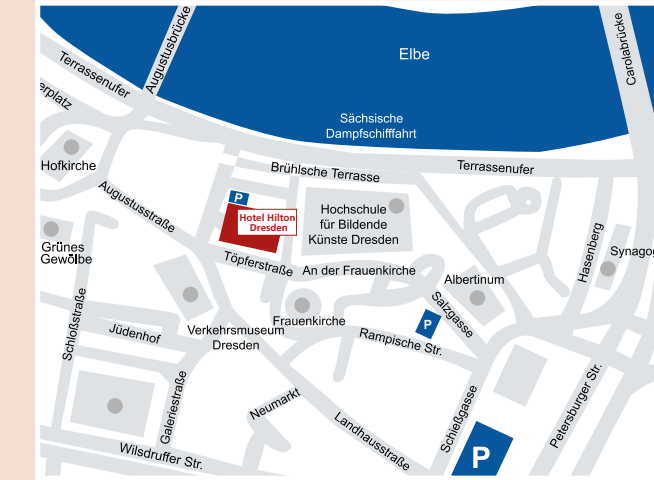 Augustusbrücke
Elbe
Carolabrücke
Terrassenufer
erplatz
Sächsische
Dampfschifffahrt
Hofkirche
Brühlsche Terrasse
Terrassenufer
Augustusstraße
P
Hotel Hilton
Dresden
Hochschule
für Bildende
Künste Dresden
Hasenberg
Synagog
Grünes
Gewölbe
Töpferstraße
An der Frauenkirche
Albertinum
Salzgasse
Schloßstraße
Jüdenhof
Verkehrsmuseum
Dresden
Frauenkirche
P
Rampische Str.
Galeriestraße
Neumarkt
Landhausstraße
Schießgasse
Petersburger Str.
Wilsdruffer Str.
P